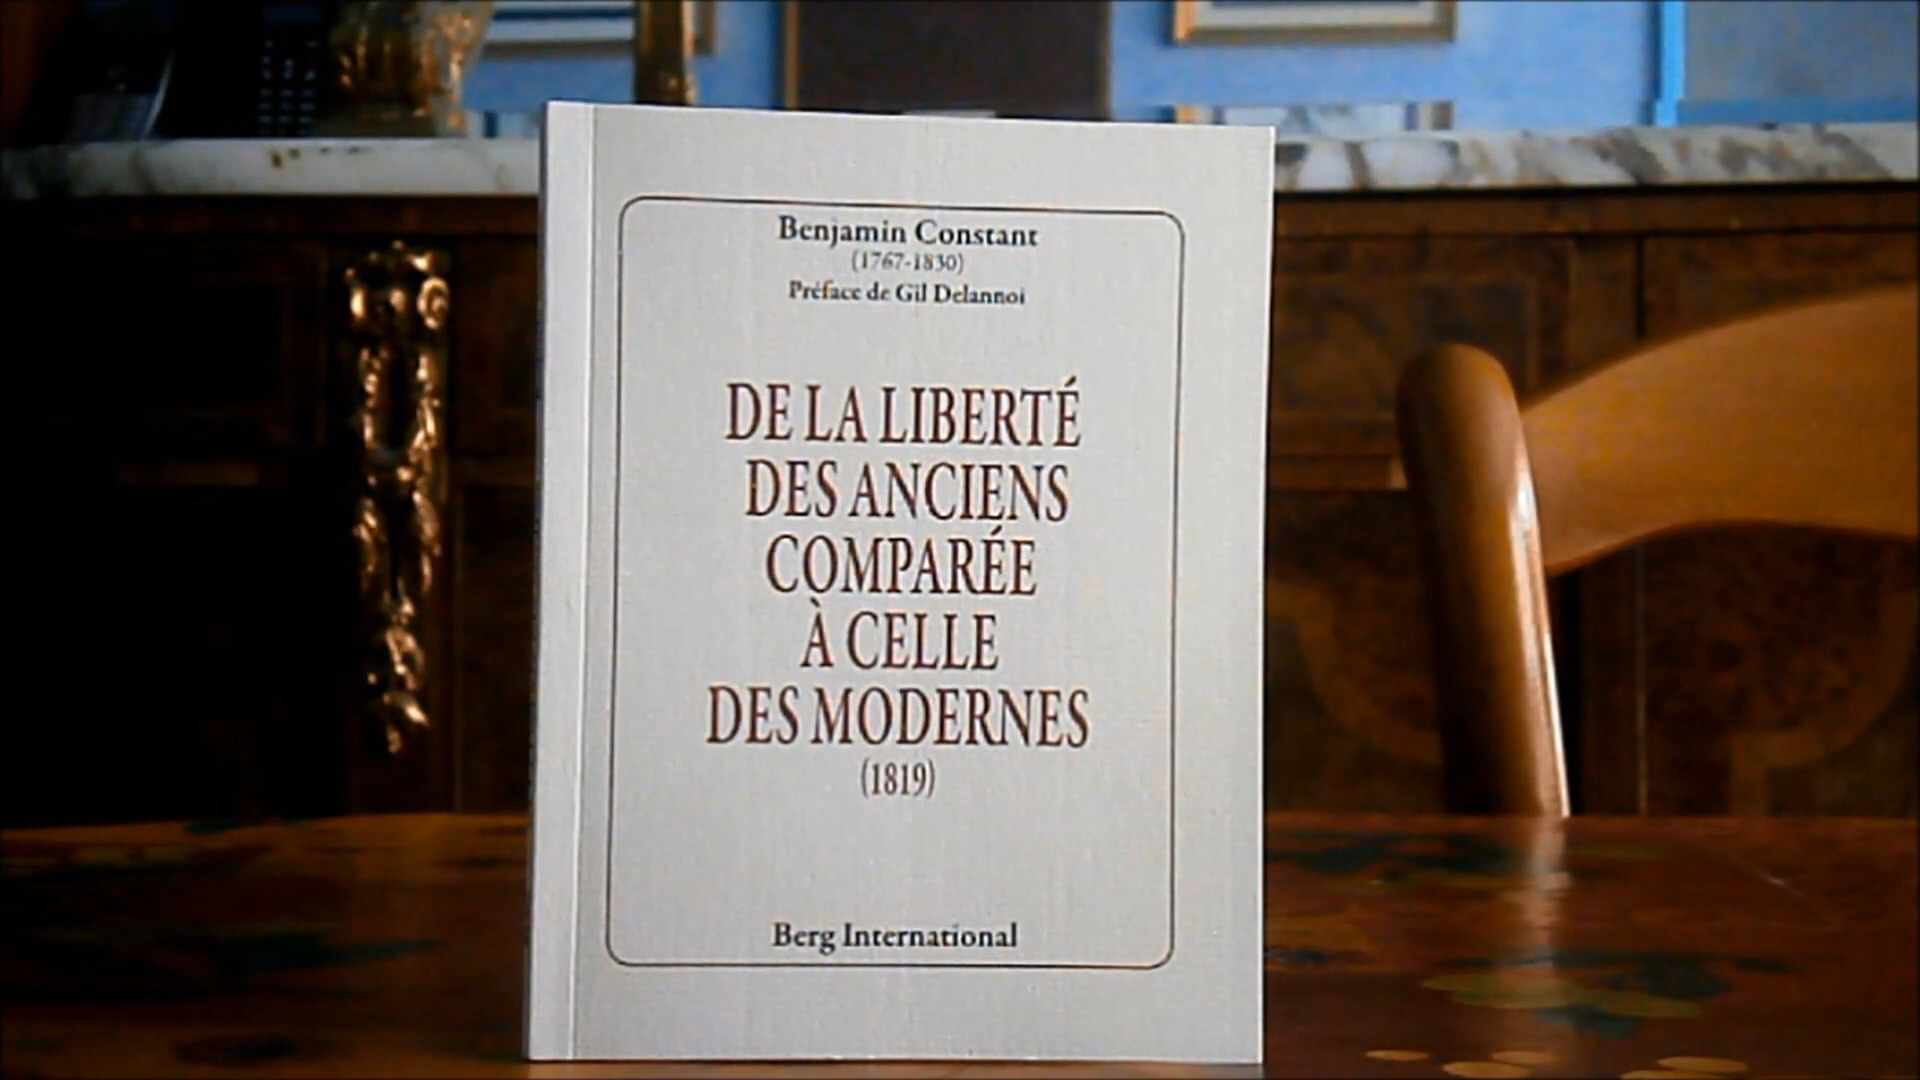 Benjamin Constant
(1767-1830)
Préface de Gil Delannoi
DE LA LIBERTÉ
DES ANCIENS
COMPARÉE
À CELLE
DES MODERNES
(1819)
Berg International